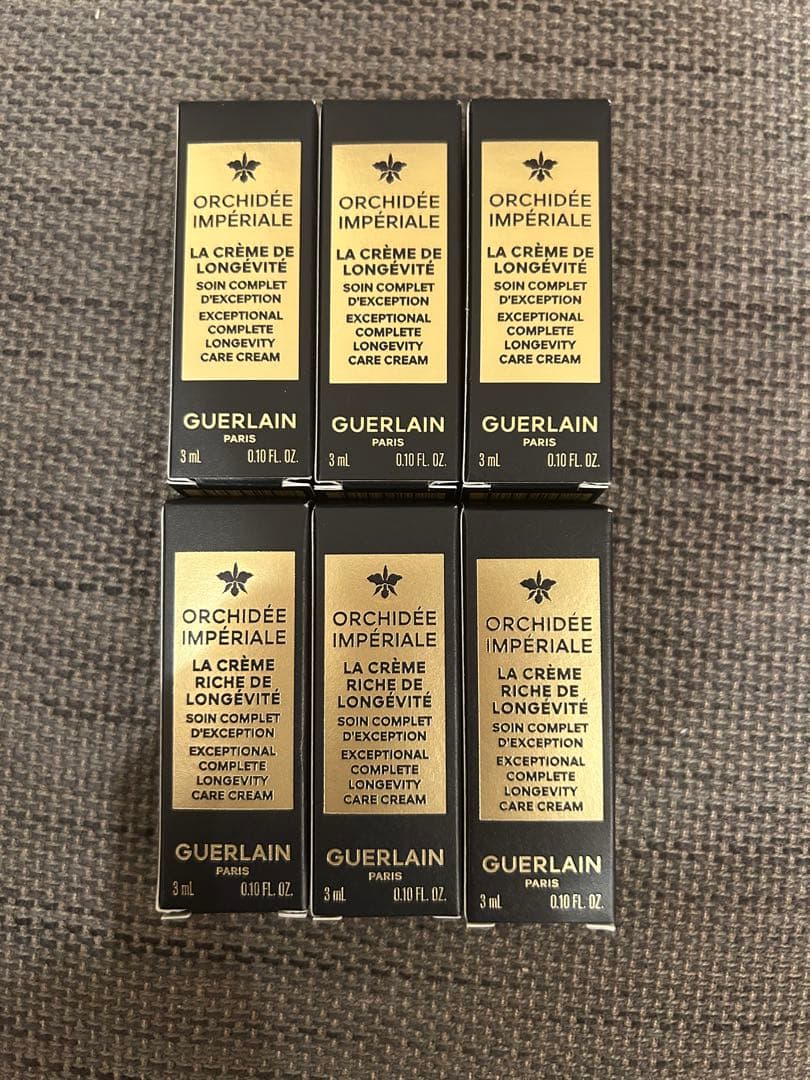 ORCHIDÉE
IMPÉRIALE
LA CRÈME DE
LONGÉVITÉ
SOIN COMPLET
D'EXCEPTION
EXCEPTIONAL
COMPLETE
LONGEVITY
CARE CREAM
GUERLAIN
PARIS
3 mL 0.10 FL. OZ.
ORCHIDÉE
IMPÉRIALE
LA CRÈME DE
LONGÉVITÉ
SOIN COMPLET
D'EXCEPTION
EXCEPTIONAL
COMPLETE
LONGEVITY
CARE CREAM
GUERLAIN
PARIS
3 mL 0.10 FL. OZ.
ORCHIDÉE
IMPÉRIALE
LA CRÈME DE
LONGÉVITÉ
SOIN COMPLET
D'EXCEPTION
EXCEPTIONAL
COMPLETE
LONGEVITY
CARE CREAM
GUERLAIN
PARIS
3 mL 0.10 FL. OZ.
ORCHIDÉE
IMPÉRIALE
LA CRÈME
RICHE DE
LONGÉVITÉ
SOIN COMPLET
D'EXCEPTION
EXCEPTIONAL
COMPLETE
LONGEVITY
CARE CREAM
GUERLAIN
PARIS
3 mL 0.10 FL. OZ.
ORCHIDÉE
IMPÉRIALE
LA CRÈME
RICHE DE
LONGÉVITÉ
SOIN COMPLET
D'EXCEPTION
EXCEPTIONAL
COMPLETE
LONGEVITY
CARE CREAM
GUERLAIN
PARIS
3 mL 0.10 FL. OZ.
ORCHIDÉE
IMPÉRIALE
LA CRÈME
RICHE DE
LONGÉVITÉ
SOIN COMPLET
D'EXCEPTION
EXCEPTIONAL
COMPLETE
LONGEVITY
CARE CREAM
GUERLAIN
PARIS
3 mL 0.10 FL. OZ.